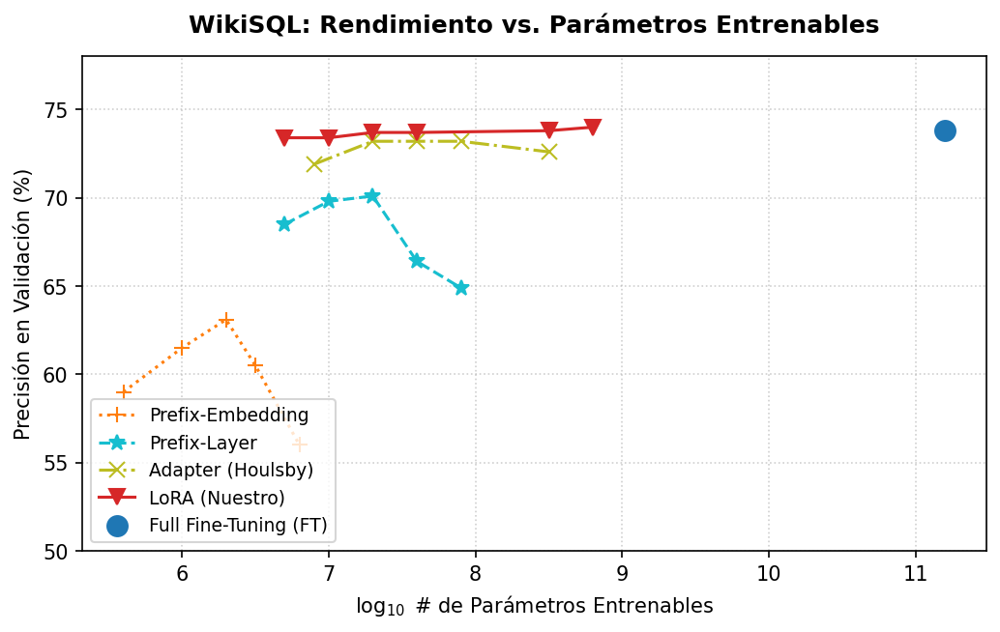 WikiSQL: Rendimiento vs. Parámetros Entrenables
Precisión en Validación (%)
75
70
65
60
55
50
Prefix-Embedding
Prefix-Layer
Adapter (Houlsby)
LoRA (Nuestro)
Full Fine-Tuning (FT)
6 7 8 9 10 11
log₁₀ # de Parámetros Entrenables